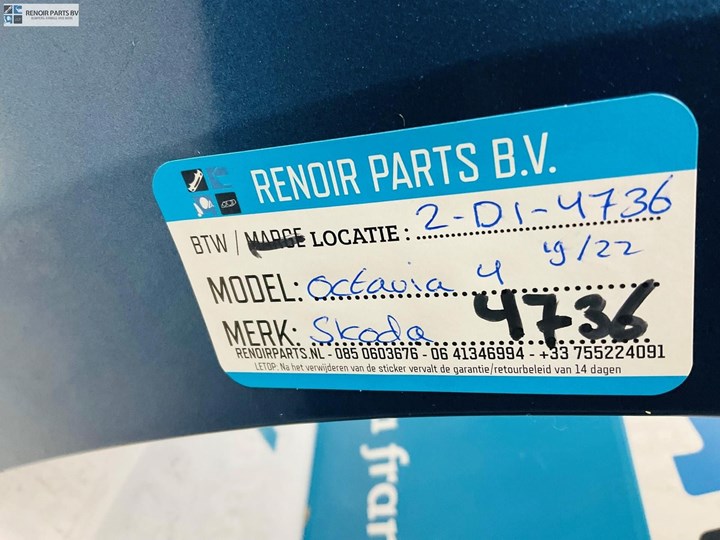 RENOIR PARTS BV
RENOIR PARTS B.V.
BTW / MARGE LOCATIE: 2-D1-4736
MODEL: Octavia 4 19/22
MERK: Skoda 4736
RENOIRPARTS.NL - 085 0603676 - 06 41346994 - +33 755224091
LETOP: Na het verwijderen van de sticker vervalt de garantie/retourbeleid van 14 dagen
a fran